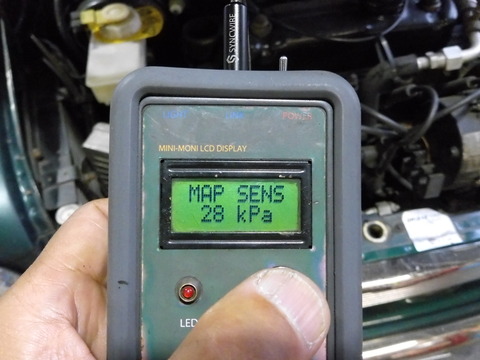 SYNCWIRE
POWER
MINI-MONI LCD DISPLAY
MAP SENS
28 kPa
LED